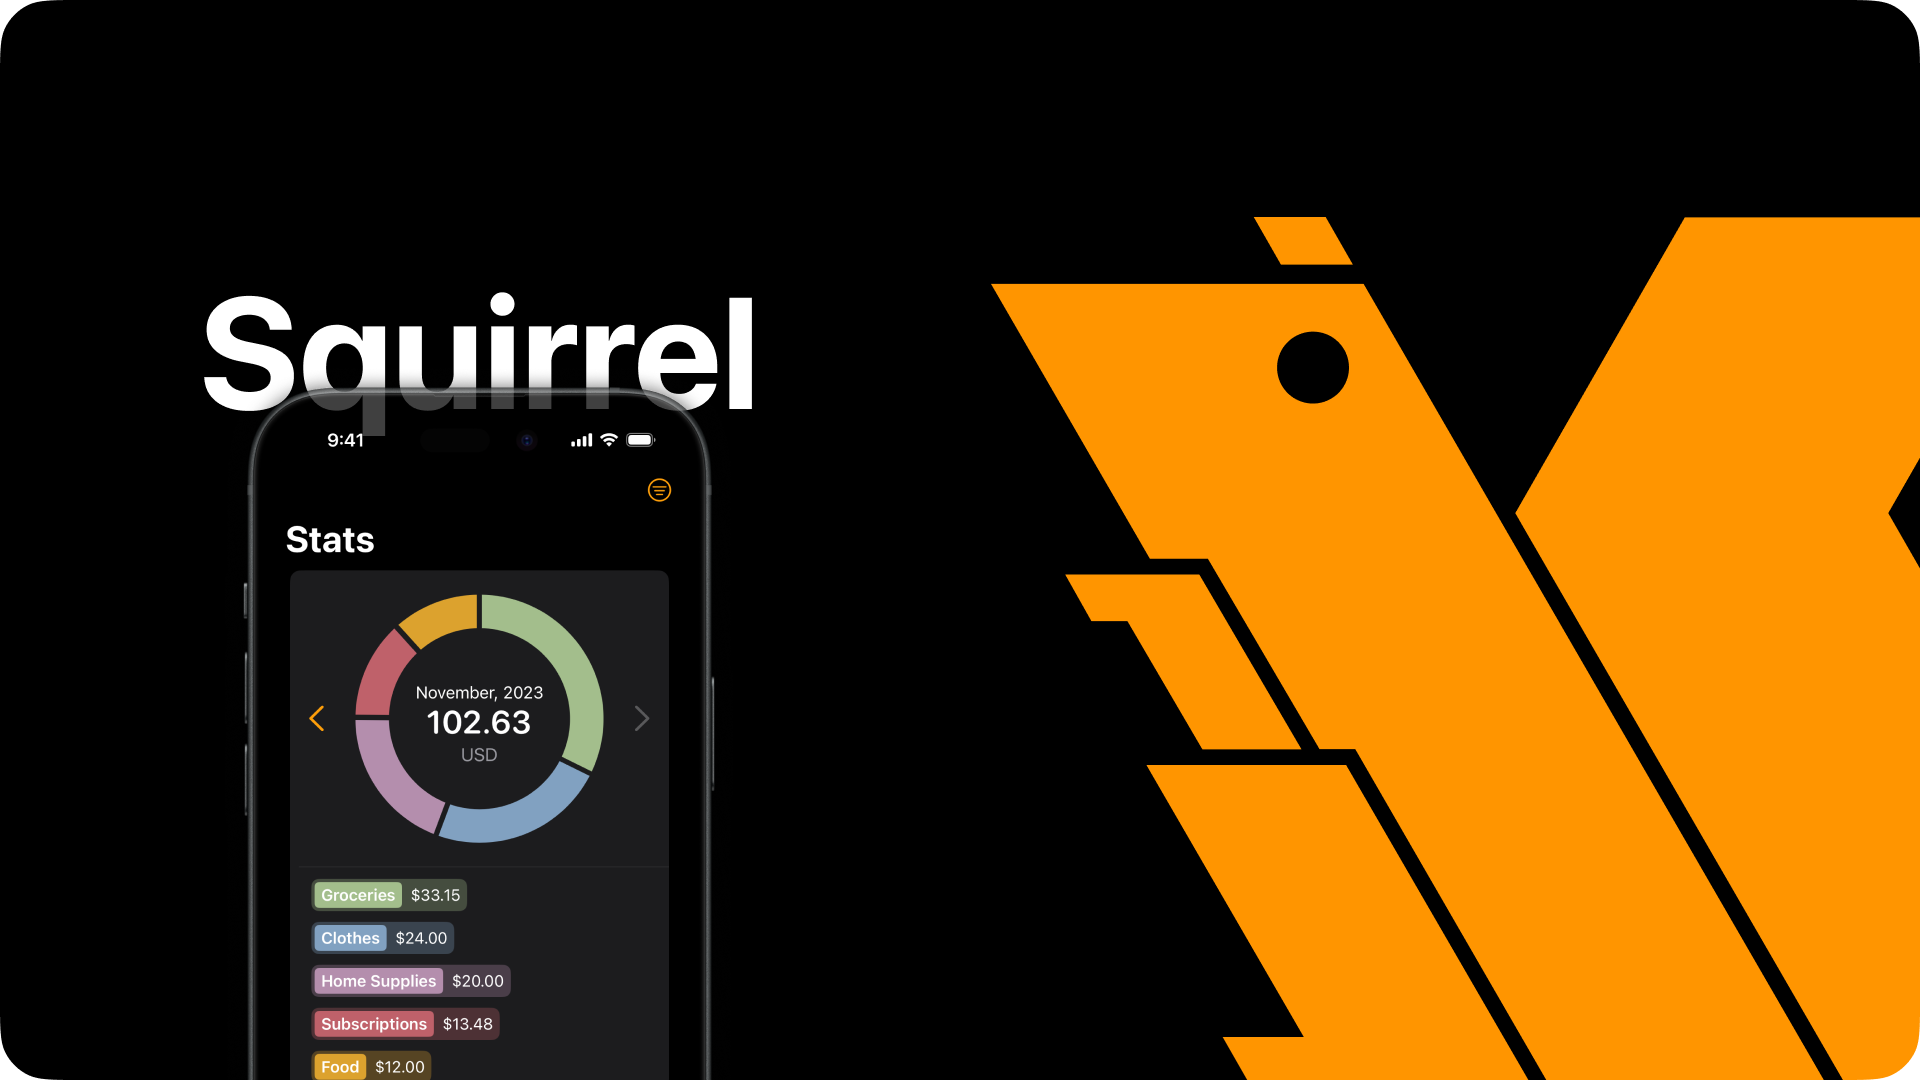 Squirrel
9:41
Stats
November, 2023
102.63
USD
Groceries $33.15
Clothes $24.00
Home Supplies $20.00
Subscriptions $13.48
Food $12.00